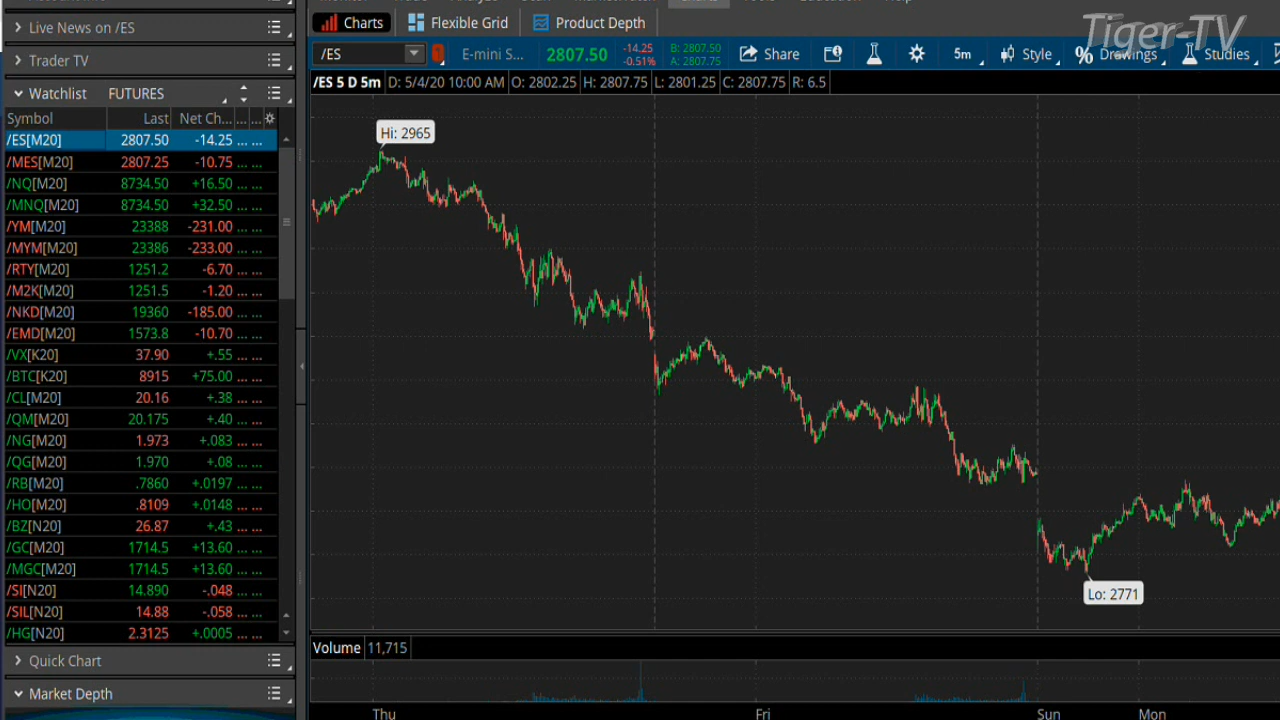 Charts
Flexible Grid
Product Depth
Tiger-TV
Live News on /ES
Trader TV
Watchlist FUTURES
/ES E-mini S... 2807.50 -14.25 -0.51% B: 2807.50 A: 2807.75 Share 5m Style % Drawings Studies
/ES 5 D 5m D: 5/4/20 10:00 AM O: 2802.25 H: 2807.75 L: 2801.25 C: 2807.75 R: 6.5
Symbol Last Net Ch... ... ...
/ES[M20] 2807.50 -14.25 ... ...
/MES[M20] 2807.25 -10.75 ... ...
/NQ[M20] 8734.50 +16.50 ... ...
/MNQ[M20] 8734.50 +32.50 ... ...
/YM[M20] 23388 -231.00 ... ...
/MYM[M20] 23386 -233.00 ... ...
/RTY[M20] 1251.2 -6.70 ... ...
/M2K[M20] 1251.5 -1.20 ... ...
/NKD[M20] 19360 -185.00 ... ...
/EMD[M20] 1573.8 -10.70 ... ...
/VX[K20] 37.90 +.55 ... ...
/BTC[K20] 8915 +75.00 ... ...
/CL[M20] 20.16 +.38 ... ...
/QM[M20] 20.175 +.40 ... ...
/NG[M20] 1.973 +.083 ... ...
/QG[M20] 1.970 +.08 ... ...
/RB[M20] .7860 +.0197 ... ...
/HO[M20] .8109 +.0148 ... ...
/BZ[N20] 26.87 +.43 ... ...
/GC[M20] 1714.5 +13.60 ... ...
/MGC[M20] 1714.5 +13.60 ... ...
/SI[N20] 14.890 -.048 ... ...
/SIL[N20] 14.88 -.058 ... ...
/HG[N20] 2.3125 +.0005 ... ...
Quick Chart
Market Depth
Hi: 2965
Lo: 2771
Volume 11,715
Thu Fri Sun Mon